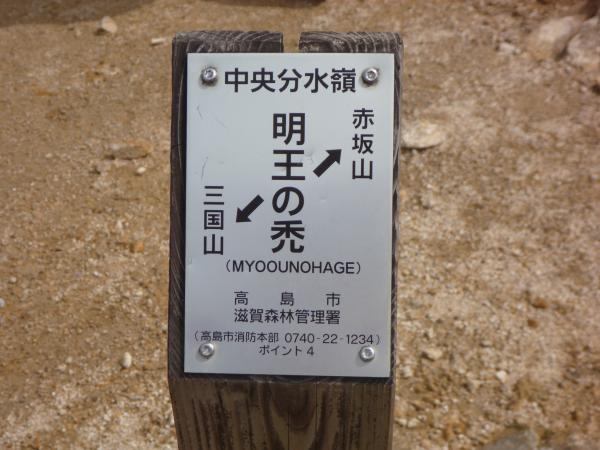 中央分水嶺
赤坂山
明王の禿
三国山
(MYOOUNOHAGE)
高島市
滋賀森林管理署
(高島市消防本部 0740-22-1234)
ポイント4